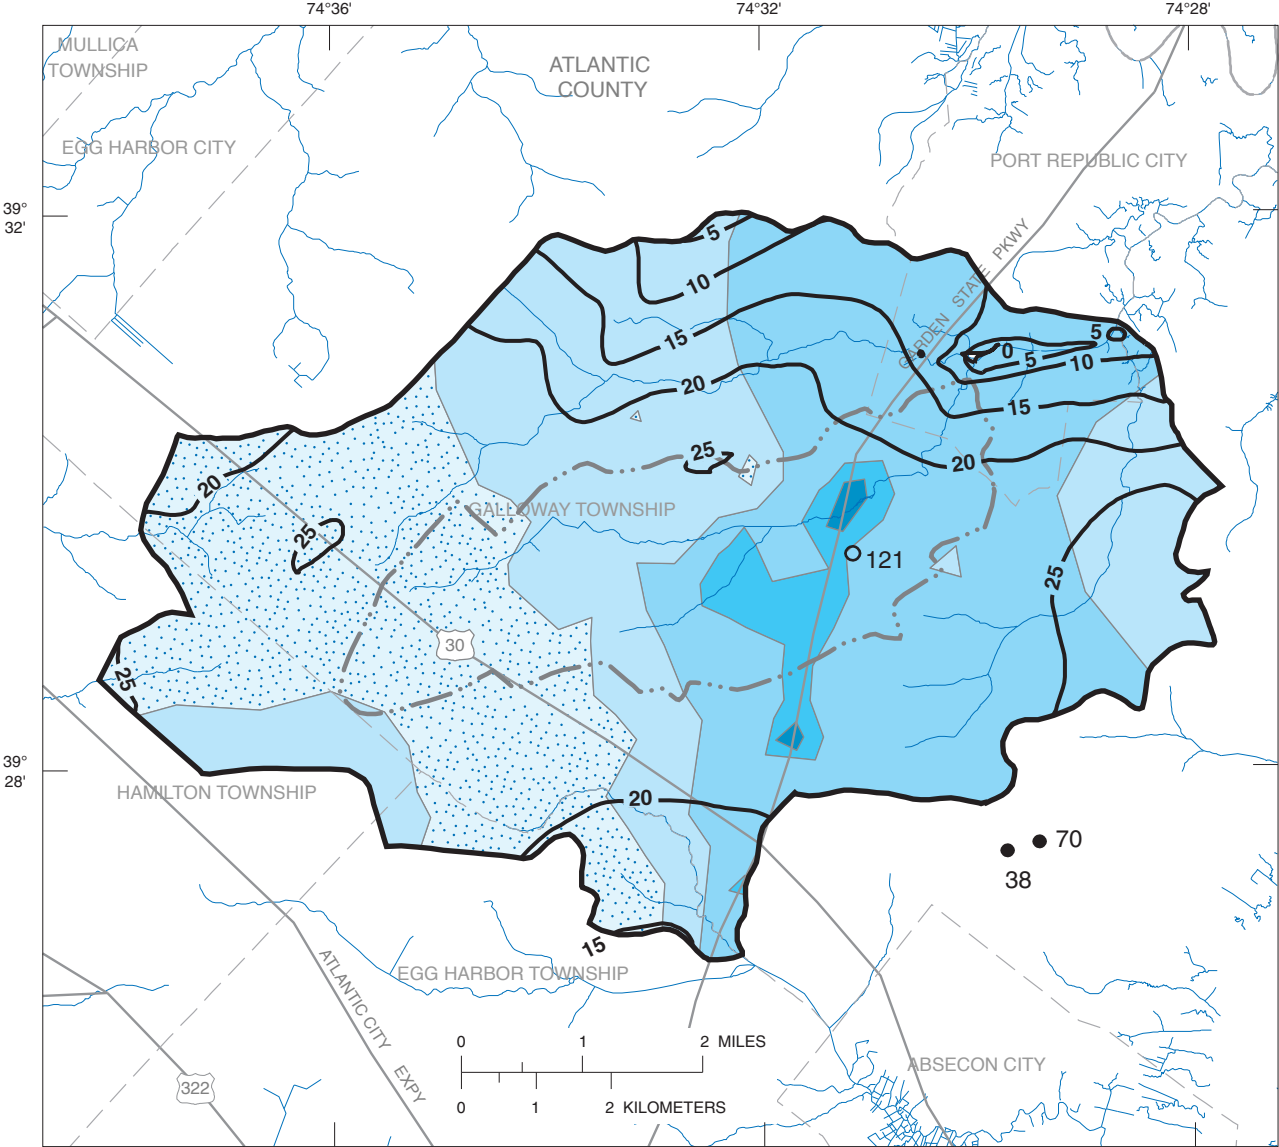 74°36'
74°32'
74°28'
MULLICA
TOWNSHIP
ATLANTIC
COUNTY
EGG HARBOR CITY
PORT REPUBLIC CITY
39°
32'
GARDEN STATE PKWY
5
10
15
20
25
5
0
5
10
15
20
20
25
GALLOWAY TOWNSHIP
121
25
30
25
39°
28'
HAMILTON TOWNSHIP
20
70
38
15
EGG HARBOR TOWNSHIP
ATLANTIC CITY EXPY
0 1 2 MILES
0 1 2 KILOMETERS
ABSECON CITY
322